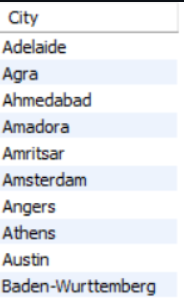 City
Adelaide
Agra
Ahmedabad
Amadora
Amritsar
Amsterdam
Angers
Athens
Austin
Baden-Wurttemberg